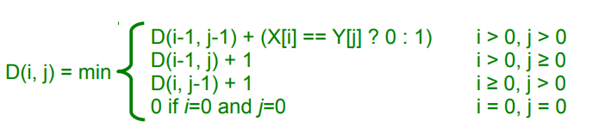 D(i-1, j-1) + (X[i] == Y[j] ? 0 : 1) i > 0, j > 0
D(i-1, j) + 1 i > 0, j ≥ 0
D(i, j) = min
D(i, j-1) + 1 i ≥ 0, j > 0
0 if i=0 and j=0 i = 0, j = 0